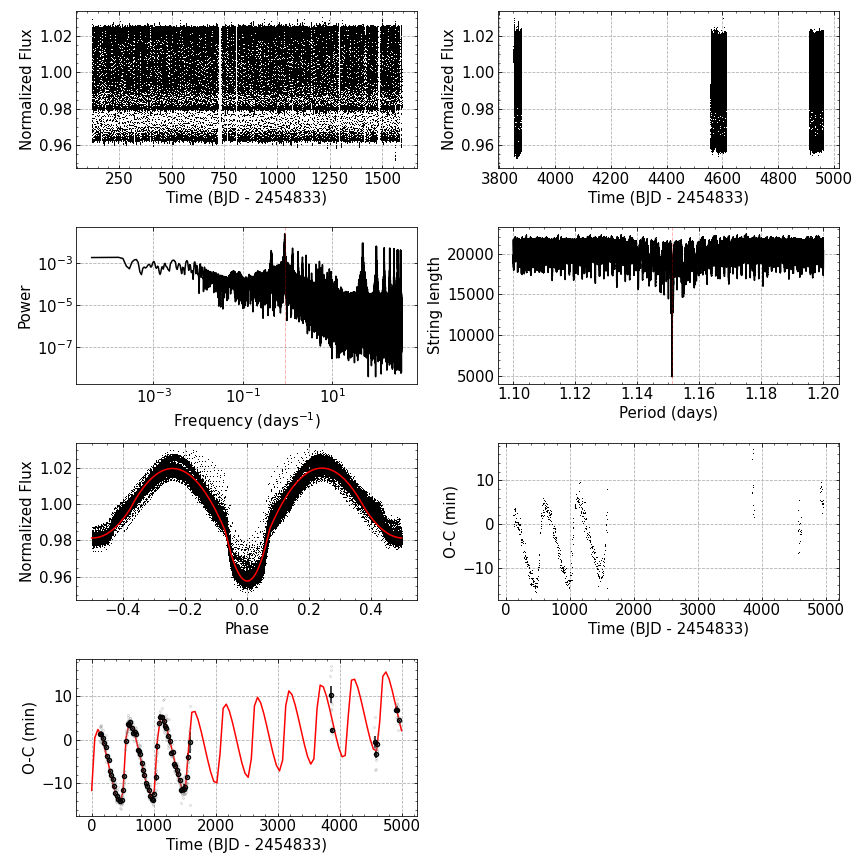 Normalized Flux
1.02
1.00
0.98
0.96
250 500 750 1000 1250 1500
Time (BJD - 2454833)
Normalized Flux
1.02
1.00
0.98
0.96
3800 4000 4200 4400 4600 4800 5000
Time (BJD - 2454833)
Power
10⁻³
10⁻⁵
10⁻⁷
10⁻³ 10⁻¹ 10¹
Frequency (days⁻¹)
String length
20000
15000
10000
5000
1.10 1.12 1.14 1.16 1.18 1.20
Period (days)
Normalized Flux
1.02
1.00
0.98
0.96
−0.4 −0.2 0.0 0.2 0.4
Phase
O-C (min)
10
0
−10
0 1000 2000 3000 4000 5000
Time (BJD - 2454833)
O-C (min)
10
0
−10
0 1000 2000 3000 4000 5000
Time (BJD - 2454833)